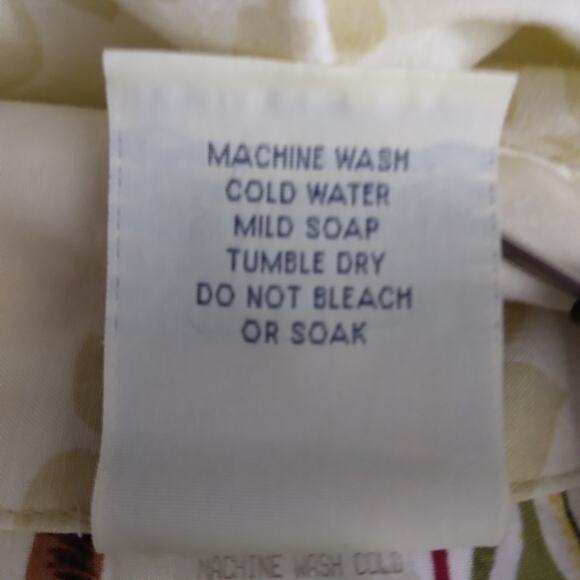 MACHINE WASH
COLD WATER
MILD SOAP
TUMBLE DRY
DO NOT BLEACH
OR SOAK
MACHINE WASH COLD